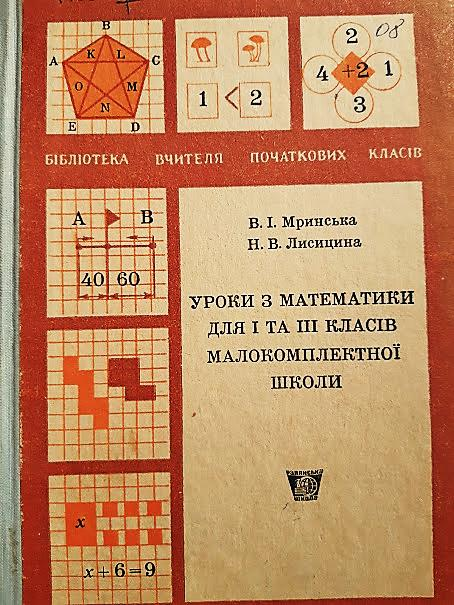 08
B
K L
A C
O M
N
E D
1 < 2
2
4 +2 1
3
БІБЛІОТЕКА ВЧИТЕЛЯ ПОЧАТКОВИХ КЛАСІВ
A B
40 60
В. І. Мринська
Н. В. Лисицина
УРОКИ З МАТЕМАТИКИ
ДЛЯ І ТА ІІІ КЛАСІВ
МАЛОКОМПЛЕКТНОЇ
ШКОЛИ
РАДЯНСЬКА
ШКОЛА
x
x+6=9